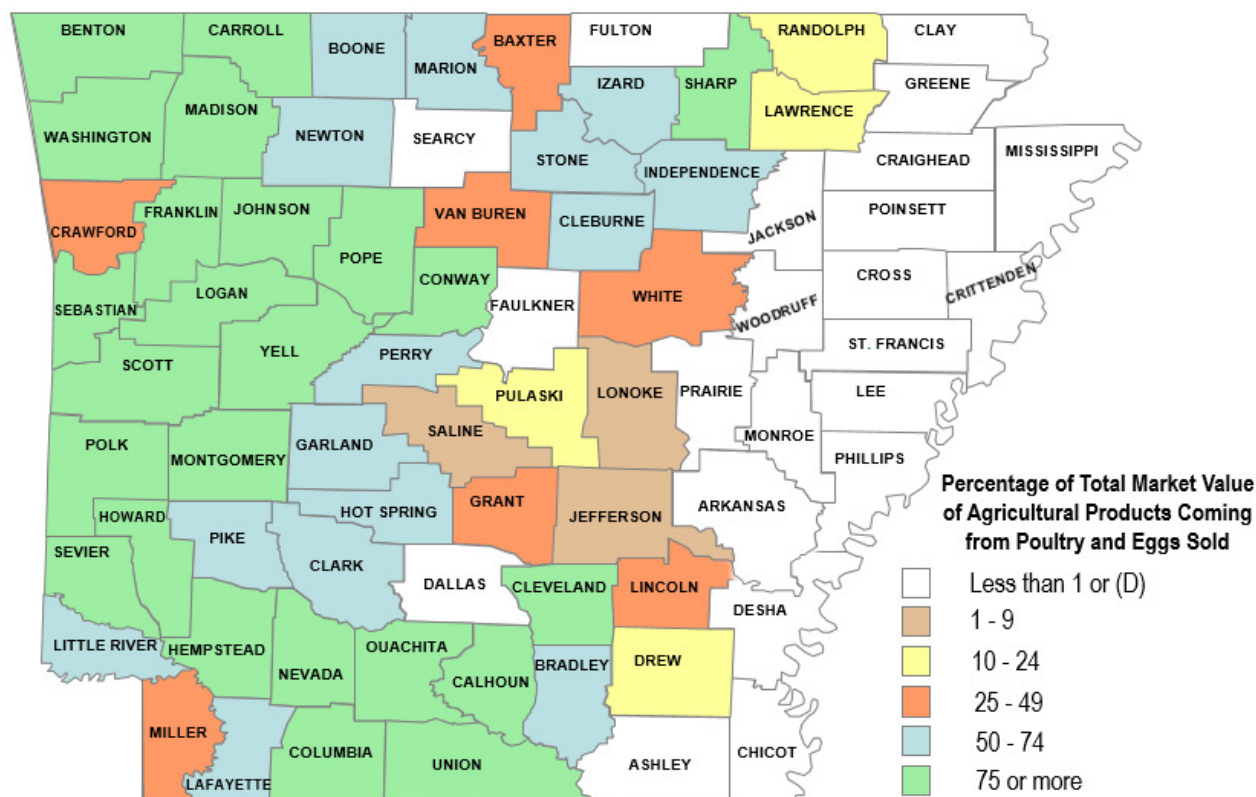 BENTON
CARROLL
BOONE
MARION
BAXTER
FULTON
RANDOLPH
CLAY
IZARD
SHARP
GREENE
LAWRENCE
MADISON
WASHINGTON
NEWTON
SEARCY
STONE
INDEPENDENCE
CRAIGHEAD
MISSISSIPPI
CRAWFORD
FRANKLIN
JOHNSON
POPE
VAN BUREN
CLEBURNE
JACKSON
POINSETT
SEBASTIAN
LOGAN
CONWAY
FAULKNER
WHITE
WOODRUFF
CROSS
CRITTENDEN
SCOTT
YELL
PERRY
PULASKI
LONOKE
PRAIRIE
ST. FRANCIS
LEE
POLK
MONTGOMERY
GARLAND
SALINE
MONROE
PHILLIPS
HOWARD
HOT SPRING
GRANT
JEFFERSON
ARKANSAS
SEVIER
PIKE
CLARK
DALLAS
CLEVELAND
LINCOLN
DESHA
LITTLE RIVER
HEMPSTEAD
NEVADA
OUACHITA
CALHOUN
BRADLEY
DREW
MILLER
LAFAYETTE
COLUMBIA
UNION
ASHLEY
CHICOT
Percentage of Total Market Value
of Agricultural Products Coming
from Poultry and Eggs Sold
Less than 1 or (D)
1 - 9
10 - 24
25 - 49
50 - 74
75 or more